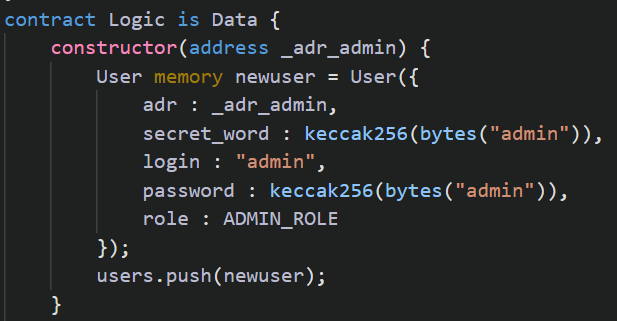 contract Logic is Data {
    constructor(address _adr_admin) {
        User memory newuser = User({
            adr : _adr_admin,
            secret_word : keccak256(bytes("admin")),
            login : "admin",
            password : keccak256(bytes("admin")),
            role : ADMIN_ROLE
        });
        users.push(newuser);
    }